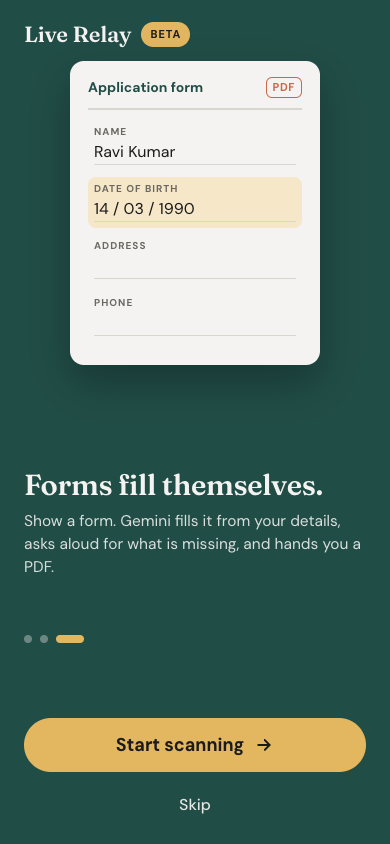 Live Relay BETA
Application form PDF
NAME
Ravi Kumar
DATE OF BIRTH
14 / 03 / 1990
ADDRESS
PHONE
Forms fill themselves.
Show a form. Gemini fills it from your details,
asks aloud for what is missing, and hands you a
PDF.
Start scanning →
Skip